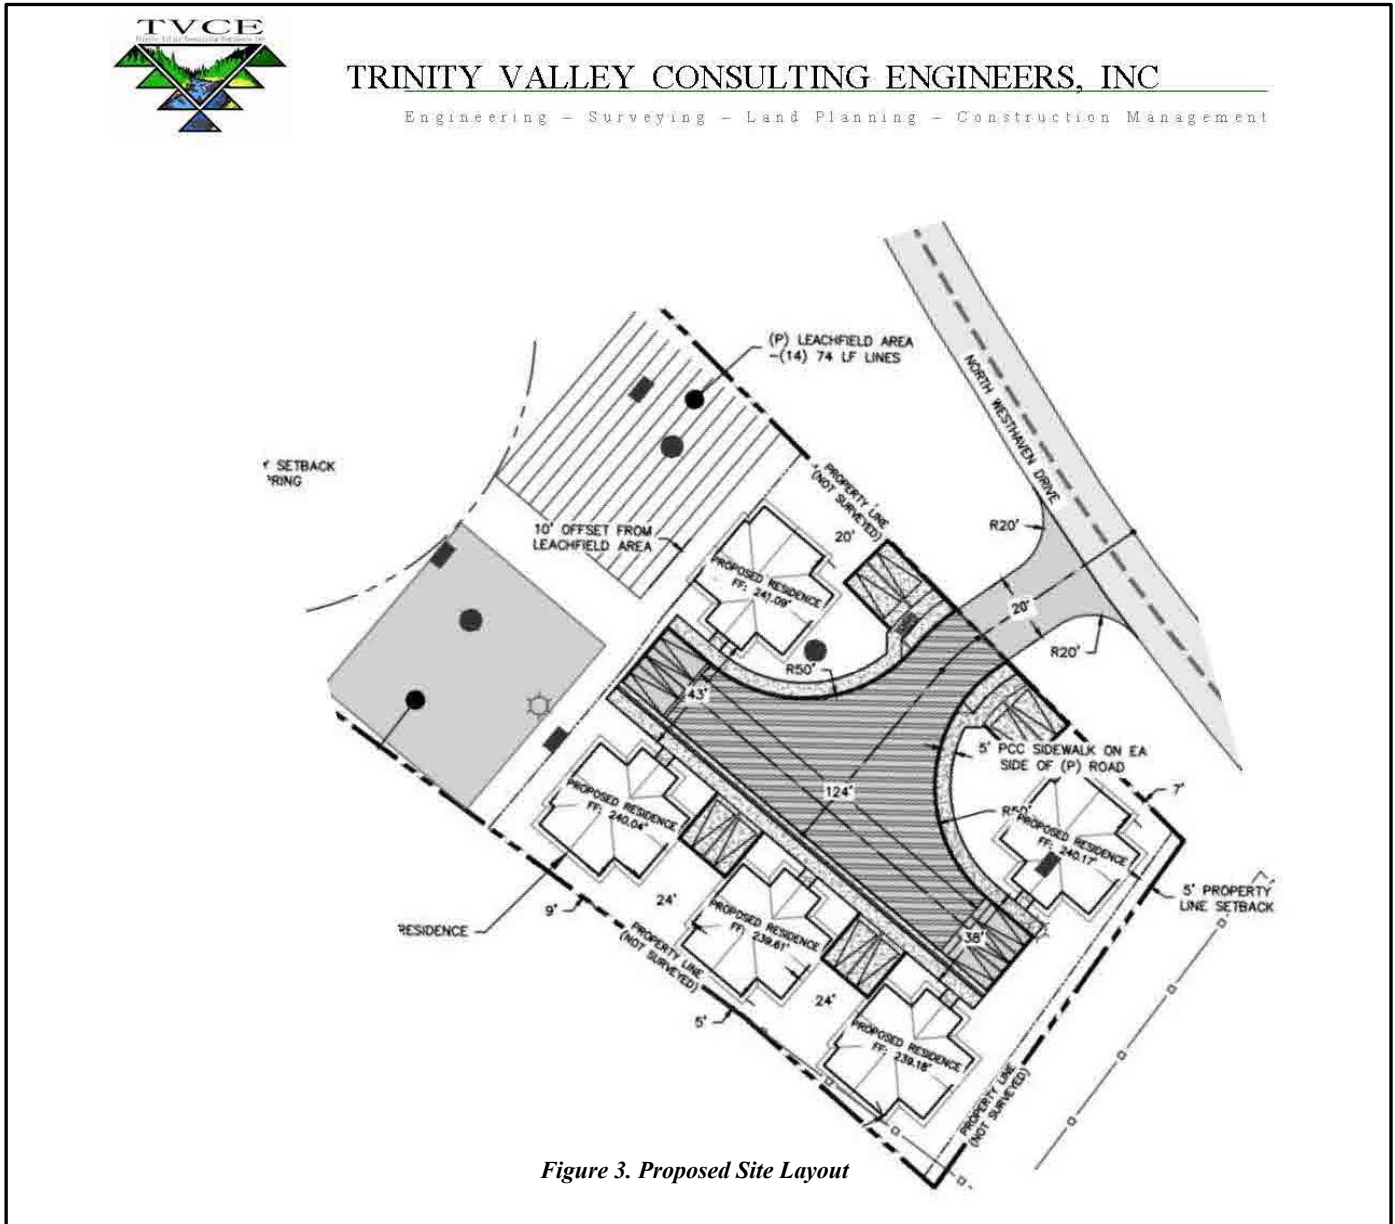 TVCE
TRINITY VALLEY CONSULTING ENGINEERS, INC
Engineering – Surveying – Land Planning – Construction Management
(P) LEACHFIELD AREA
-(14) 74 LF LINES
NORTH WESTHAVEN DRIVE
SETBACK
10' OFFSET FROM
LEACHFIELD AREA
PROPERTY LINE
(NOT SURVEYED)
20'
R20'
PROPOSED RESIDENCE
FF: 241.09'
20'
R20'
R50'
43'
5' PCC SIDEWALK ON EA
SIDE OF (P) ROAD
124'
7'
PROPOSED RESIDENCE
FF: 240.04'
PROPOSED RESIDENCE
FF: 240.17'
5' PROPERTY
LINE SETBACK
RESIDENCE
9'
24'
PROPOSED RESIDENCE
FF: 239.61'
38'
PROPERTY LINE
(NOT SURVEYED)
24'
5'
PROPOSED RESIDENCE
FF: 239.18'
PROPERTY LINE
(NOT SURVEYED)
Figure 3. Proposed Site Layout